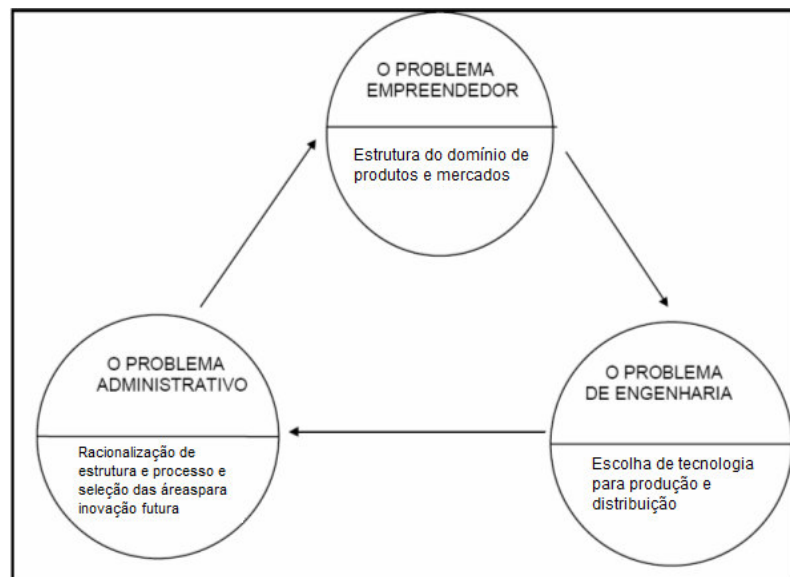 O PROBLEMA
EMPREENDEDOR
Estrutura do domínio de
produtos e mercados
O PROBLEMA
ADMINISTRATIVO
Racionalização de
estrutura e processo e
seleção das áreaspara
inovação futura
O PROBLEMA
DE ENGENHARIA
Escolha de tecnologia
para produção e
distribuição